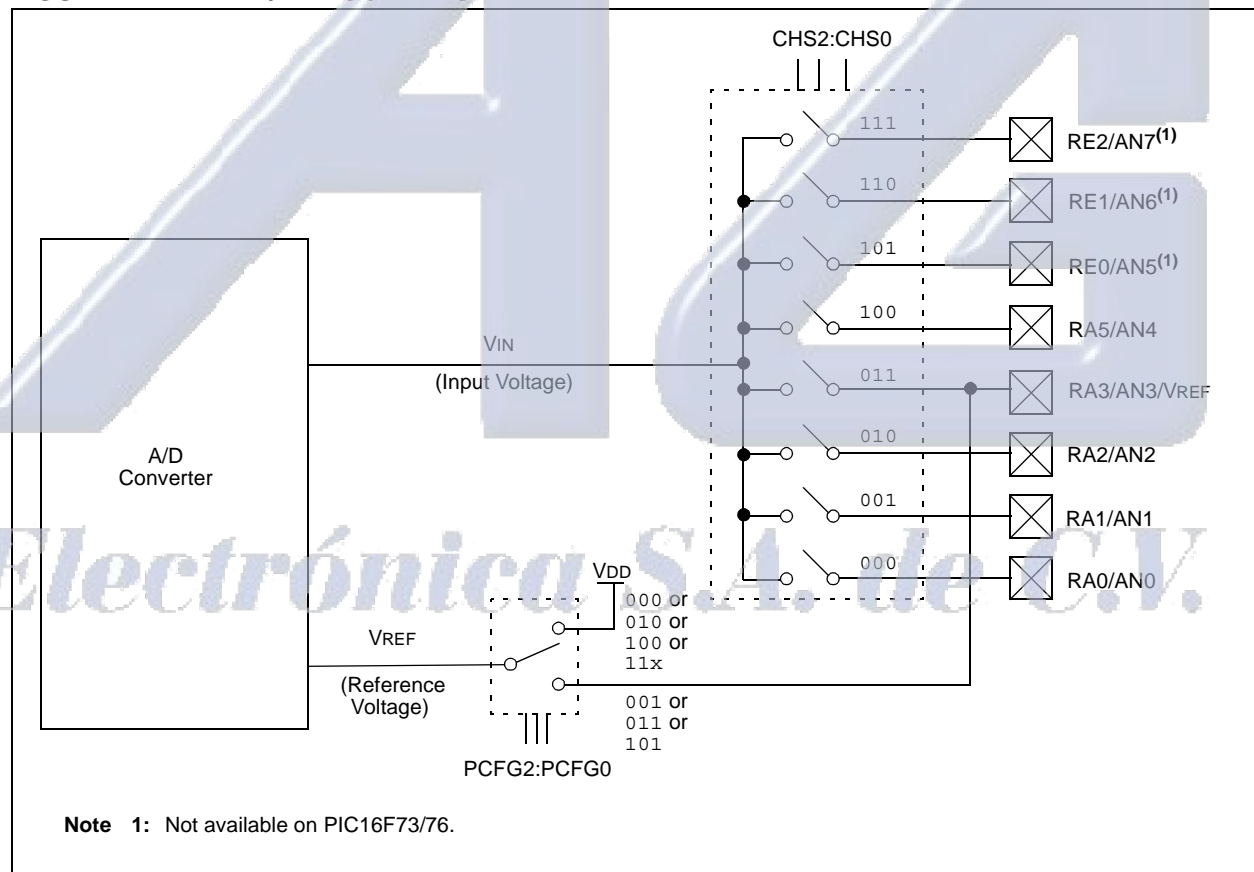 CHS2:CHS0
111
RE2/AN7(1)
110
RE1/AN6(1)
101
RE0/AN5(1)
100
RA5/AN4
VIN
(Input Voltage)
011
RA3/AN3/VREF
010
RA2/AN2
A/D
Converter
001
RA1/AN1
000
RA0/AN0
Electrónica S.A. de C.V.
VDD
000 or
010 or
100 or
11x
VREF
(Reference
Voltage)
001 or
011 or
101
PCFG2:PCFG0
Note 1: Not available on PIC16F73/76.